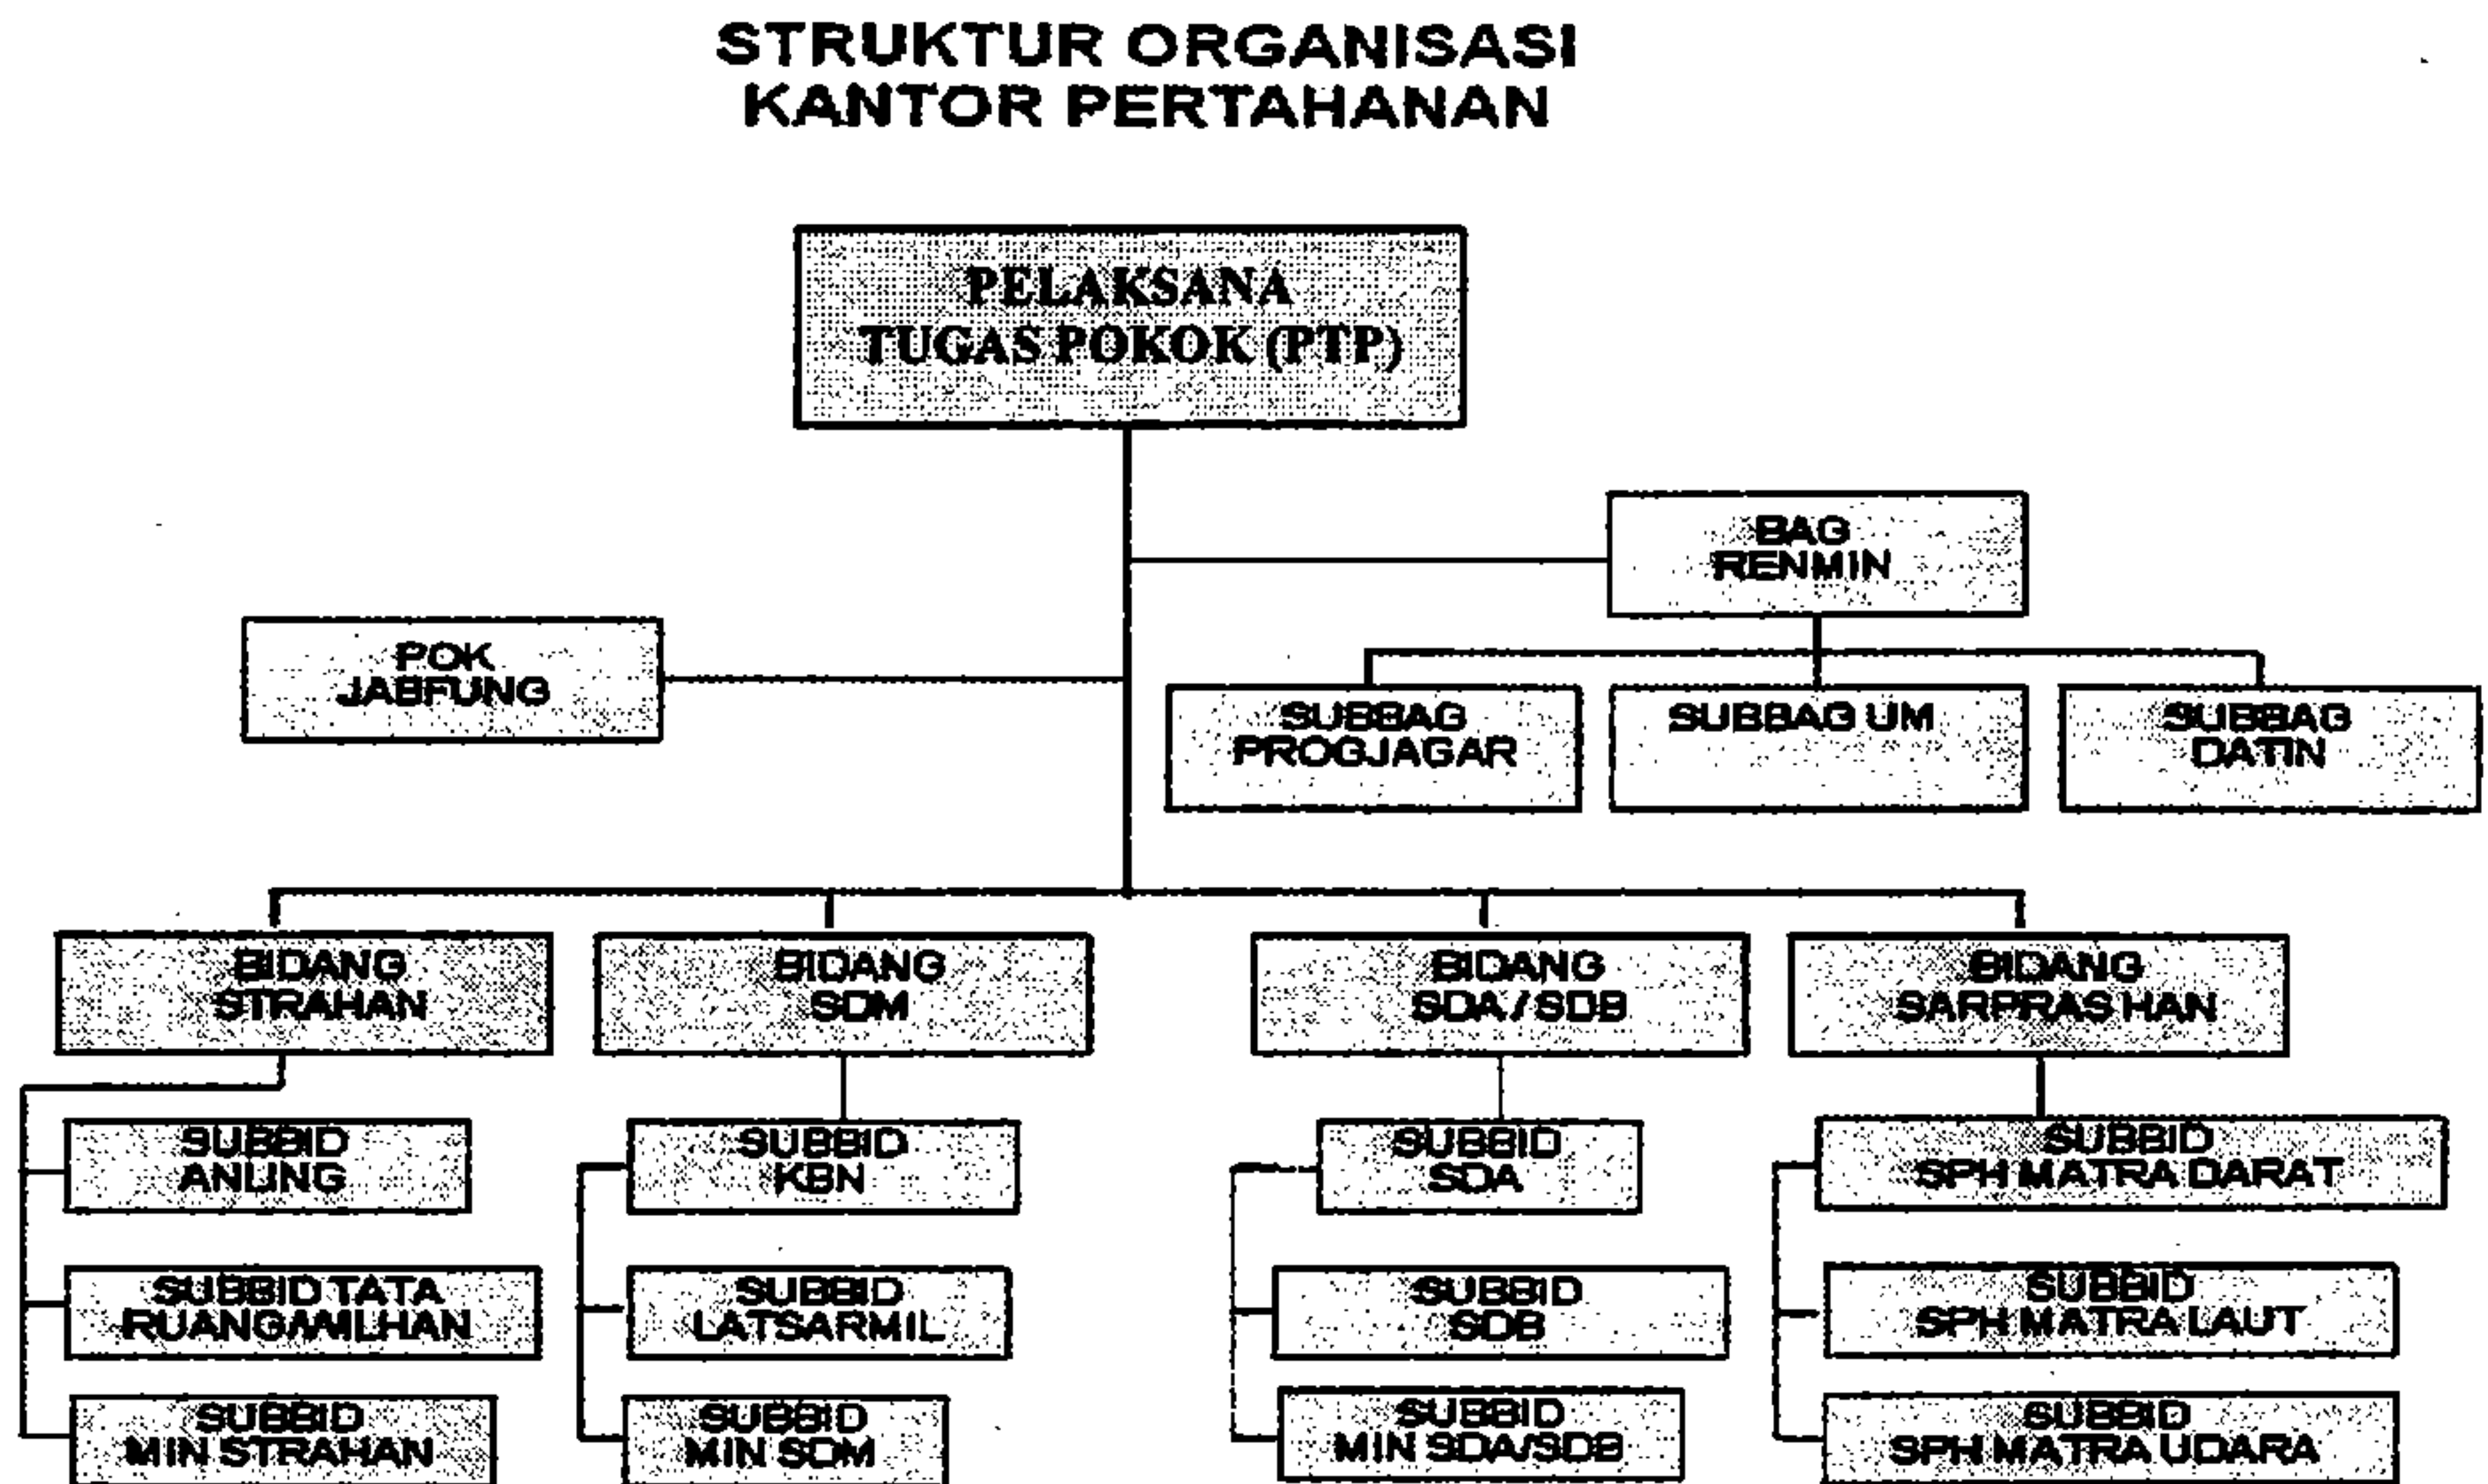 STRUKTUR ORGANISASI
KANTOR PERTAHANAN
PELAKSANA
TUGAS POKOK (PTP)
BAG
RENMIN
POK
JABFUNG
SUBBAG
PROGJAGAR
SUBBAG UM
SUBBAG
DATIN
BIDANG
STRAHAN
BIDANG
SDM
BIDANG
SDA / SDB
BIDANG
SARPRAS HAN
SUBBID
ANLING
SUBBID
KBN
SUBBID
SDA
SUBBID
SPH MATRA DARAT
SUBBID TATA
RUANG/WILHAN
SUBBID
LATSARMIL
SUBBID
SDB
SUBBID
SPH MATRA LAUT
SUBBID
MIN STRAHAN
SUBBID
MIN SDM
SUBBID
MIN SDA/SDB
SUBBID
SPH MATRA UDARA